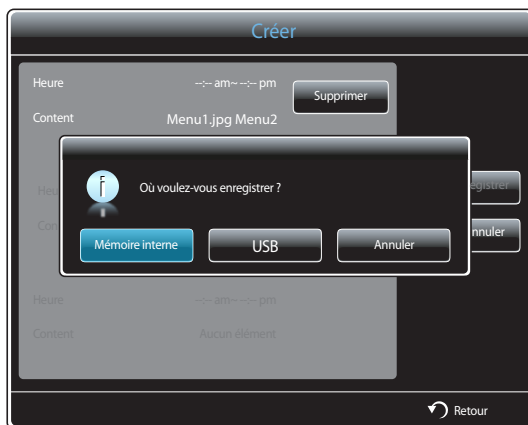 Créer
Heure --:-- am~ --:-- pm
Supprimer
Content Menu1.jpg Menu2
Où voulez-vous enregistrer ?
Mémoire interne USB Annuler
Heure --:-- am~ --:-- pm
Content Aucun élément
Retour